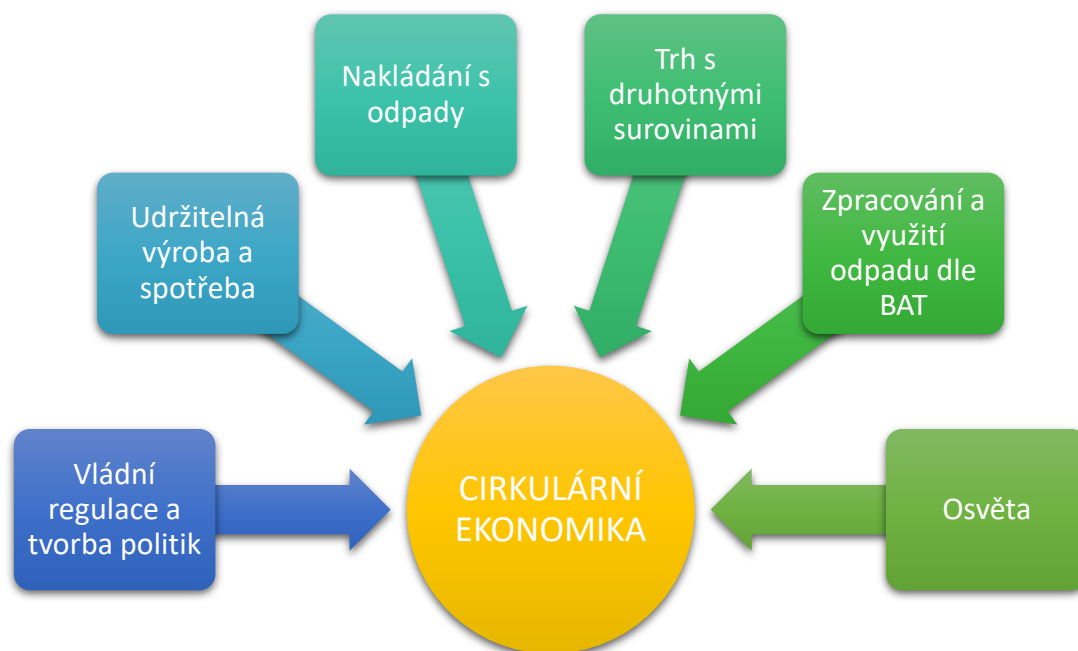 Nakládání s
odpady
Trh s
druhotnými
surovinami
Udržitelná
výroba a
spotřeba
Zpracování a
využití
odpadu dle
BAT
Vládní
regulace a
tvorba politik
CIRKULÁRNÍ
EKONOMIKA
Osvěta